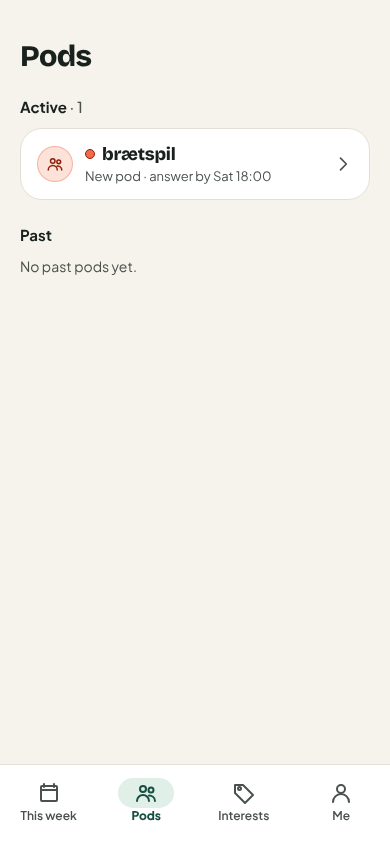 Pods
Active · 1
brætspil
New pod · answer by Sat 18:00
Past
No past pods yet.
This week
Pods
Interests
Me